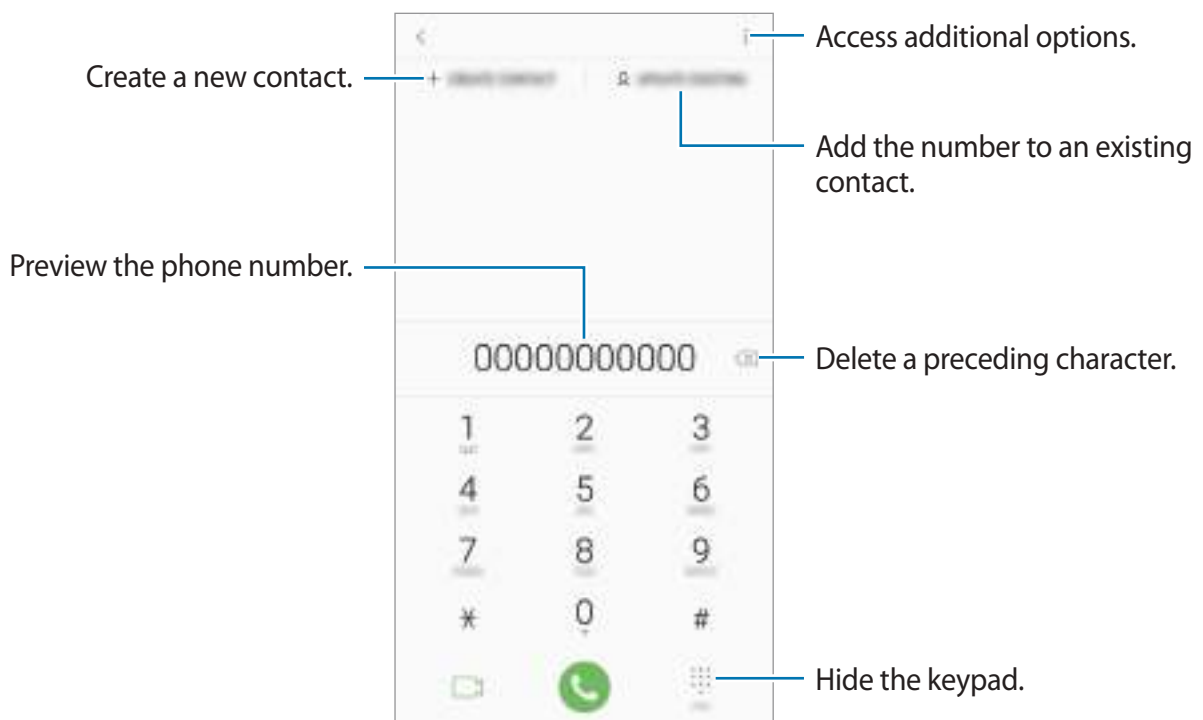 Access additional options.
Create a new contact.
Add the number to an existing
contact.
Preview the phone number.
00000000000
Delete a preceding character.
1 2 3
4 5 6
7 8 9
* 0 #
Hide the keypad.